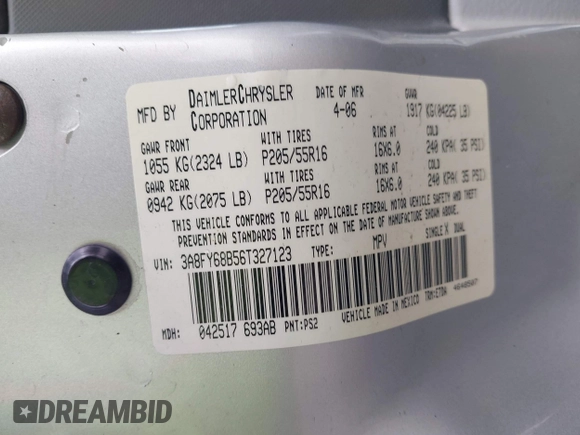 MFD BY DAIMLERCHRYSLER CORPORATION DATE OF MFR 4-06 GVWR 1917 KG(04225 LB)
GAWR FRONT WITH TIRES RIMS AT COLD
1055 KG(2324 LB) P205/55R16 16X6.0 240 KPA( 35 PSI)
GAWR REAR WITH TIRES RIMS AT COLD
0942 KG(2075 LB) P205/55R16 16X6.0 240 KPA( 35 PSI)
THIS VEHICLE CONFORMS TO ALL APPLICABLE FEDERAL MOTOR VEHICLE SAFETY AND THEFT
PREVENTION STANDARDS IN EFFECT ON THE DATE OF MANUFACTURE SHOWN ABOVE.
VIN: 3A8FY68B56T327123 TYPE: MPV SINGLE X DUAL
MDH: 042517 693AB PNT:PS2 VEHICLE MADE IN MEXICO TRM:E7DA
DREAMBID